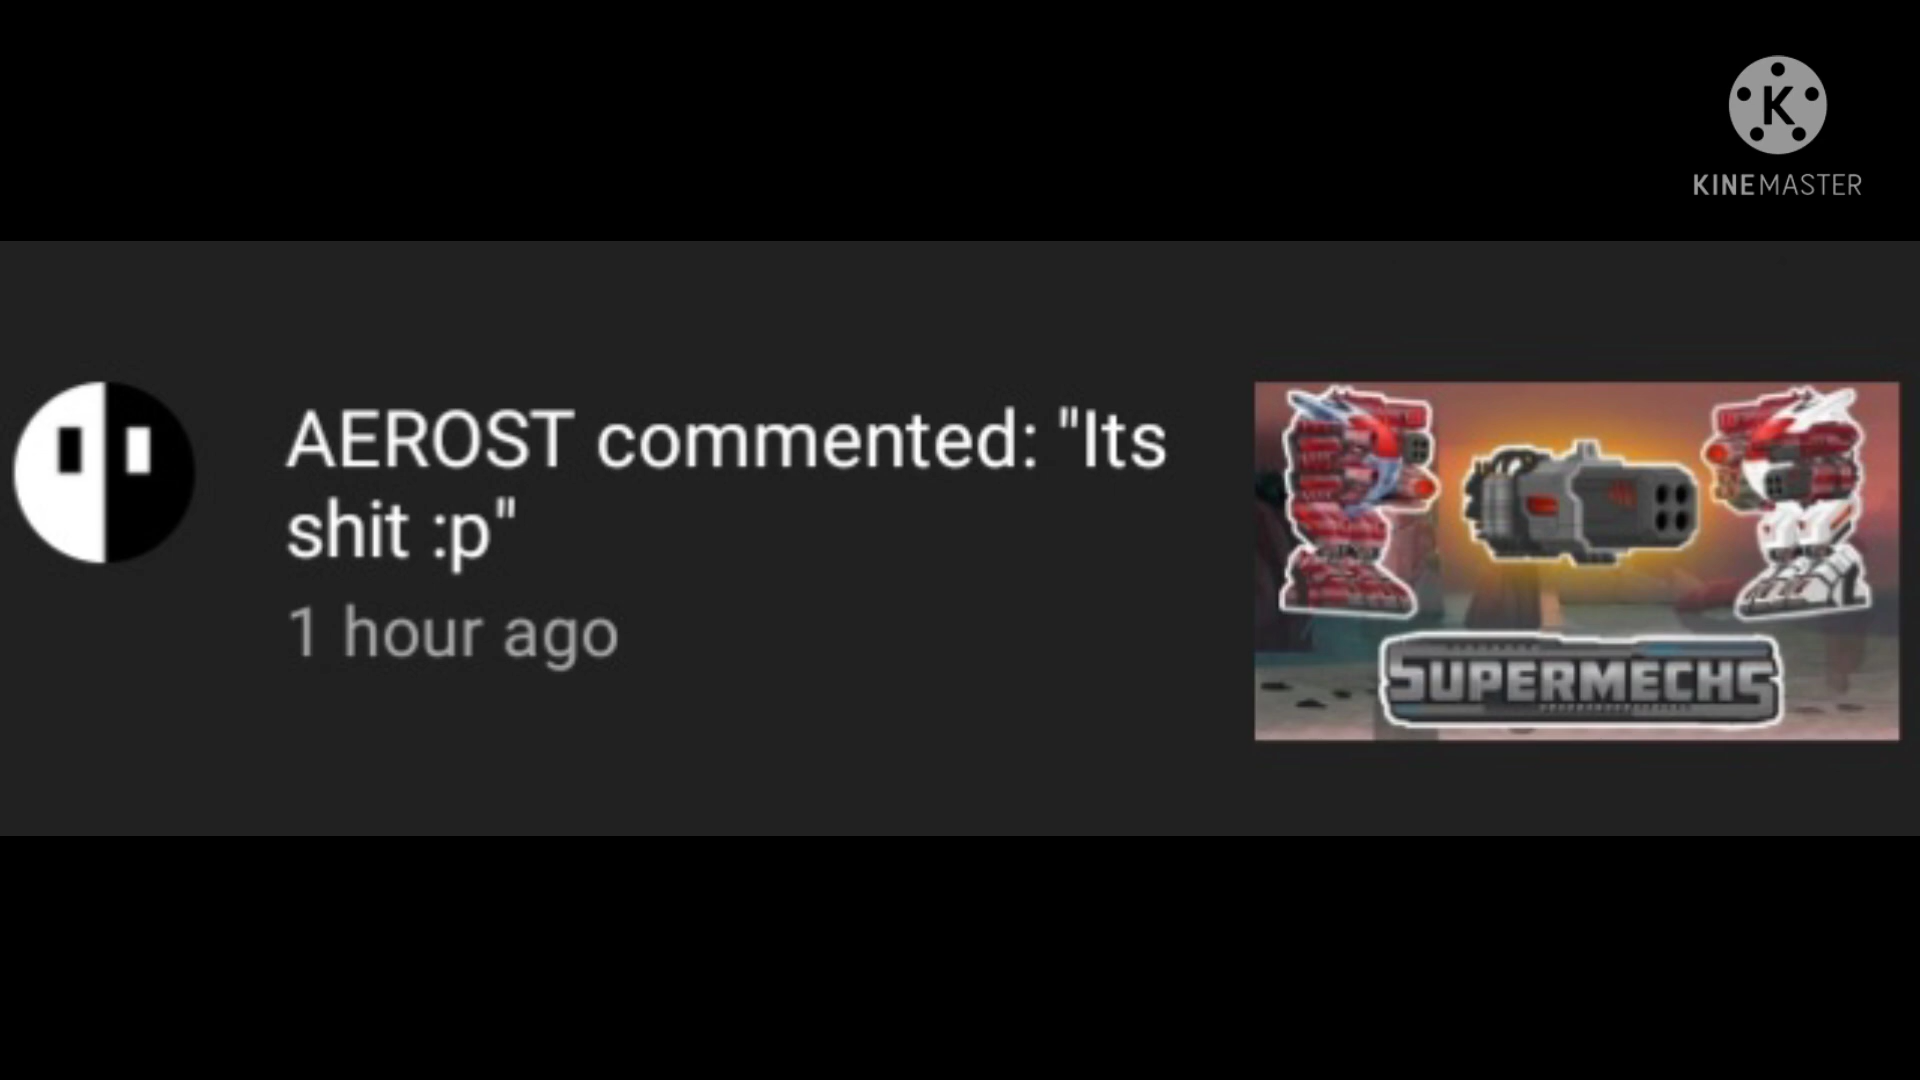 K
KINEMASTER
AEROST commented: "Its
shit :p"
1 hour ago
SUPERMECHS